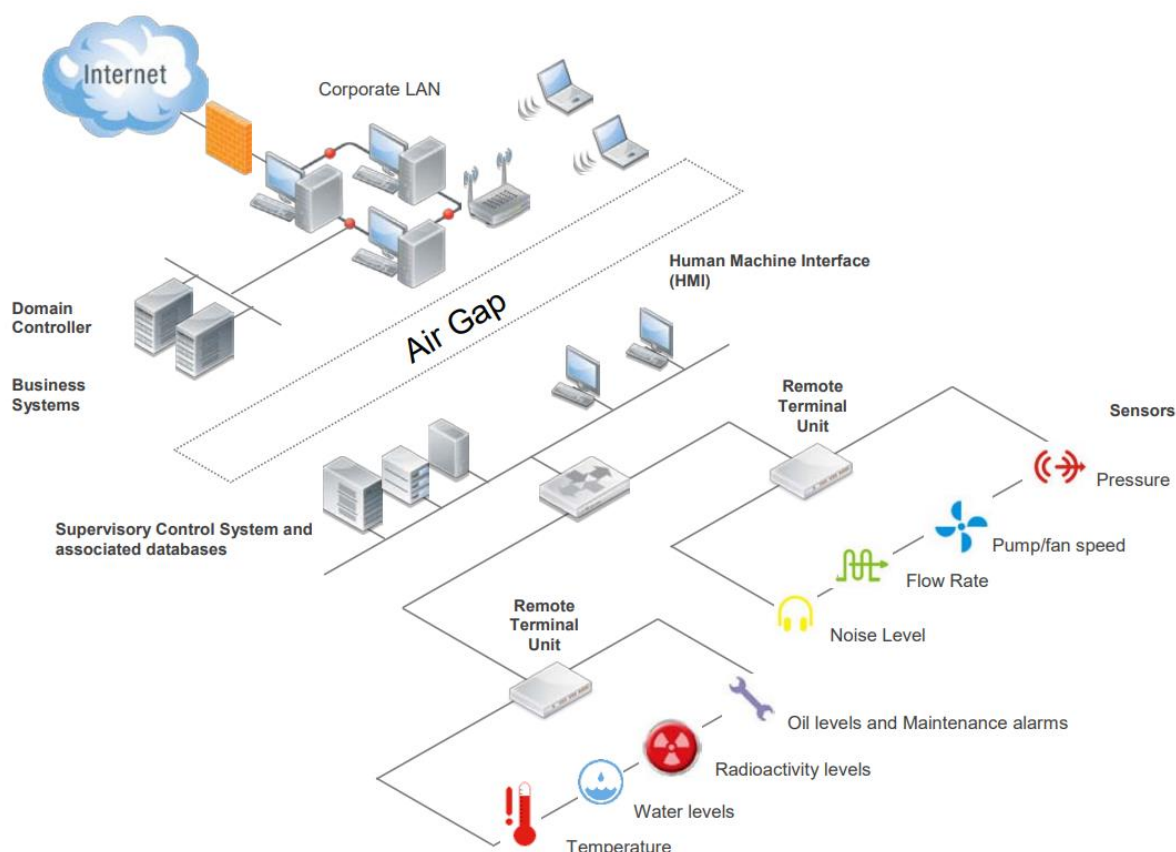 Internet
Corporate LAN
Human Machine Interface
(HMI)
Domain
Controller
Air Gap
Business
Systems
Remote
Terminal
Unit
Sensors
Pressure
Supervisory Control System and
associated databases
Pump/fan speed
Flow Rate
Remote
Terminal
Unit
Noise Level
Oil levels and Maintenance alarms
Radioactivity levels
Water levels
Temperature